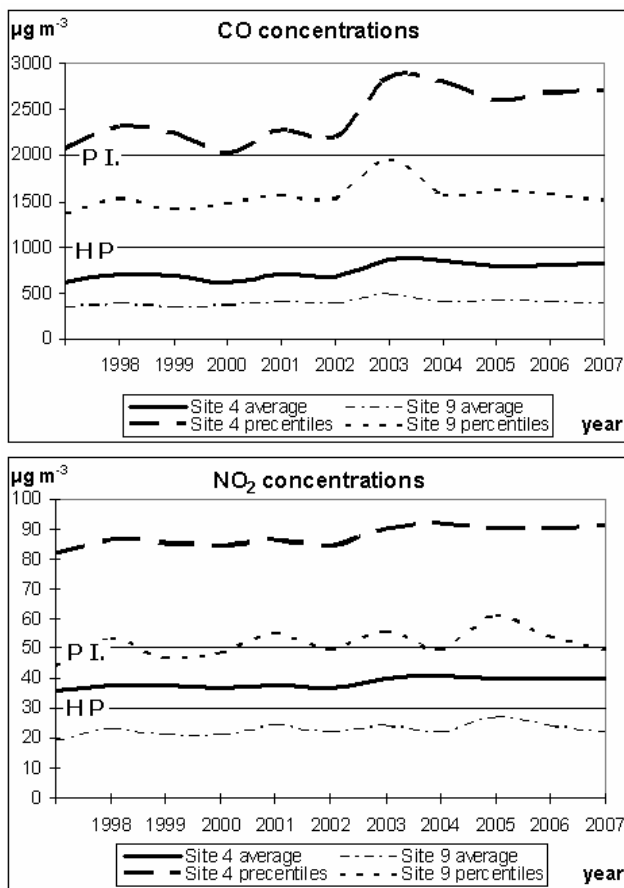 µg m-3
CO concentrations
3000
2500
2000
P I.
1500
1000
HP
500
0
1998 1999 2000 2001 2002 2003 2004 2005 2006 2007
Site 4 average Site 9 average
Site 4 precentiles Site 9 percentiles
year
µg m-3
NO2 concentrations
100
90
80
70
60
50
P I.
40
30
HP
20
10
0
1998 1999 2000 2001 2002 2003 2004 2005 2006 2007
Site 4 average Site 9 average
Site 4 precentiles Site 9 percentiles
year